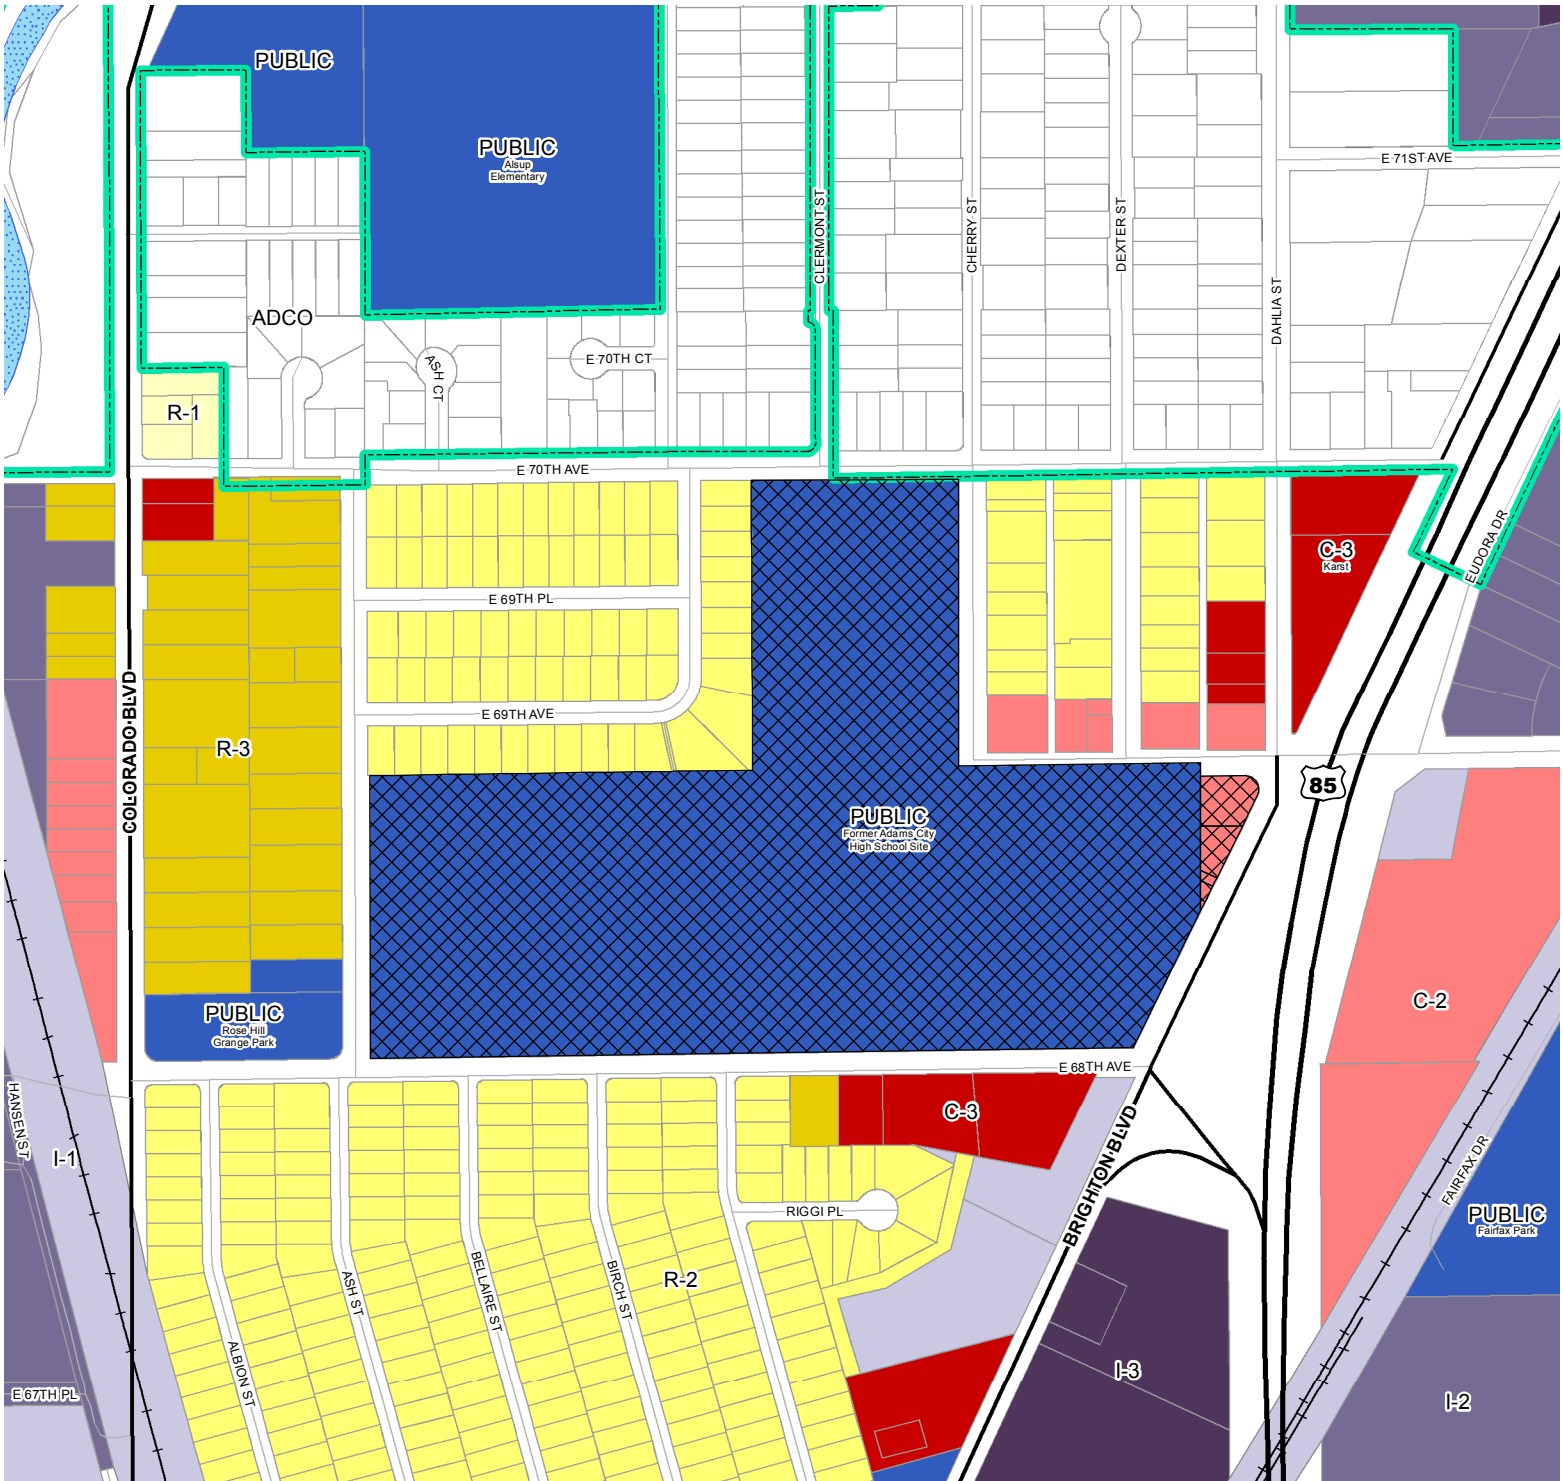 PUBLIC
PUBLIC
Alsup
Elementary
E 71ST AVE
CLERMONT ST
CHERRY ST
DEXTER ST
DAHLIA ST
ADCO
ASH CT
E 70TH CT
R-1
E 70TH AVE
EUDORA DR
C-3
Karst
E 69TH PL
COLORADO BLVD
E 69TH AVE
R-3
85
PUBLIC
Former Adams City
High School Site
C-2
PUBLIC
Rose Hill
Grange Park
E 68TH AVE
HANSEN ST
C-3
I-1
BRIGHTON BLVD
FAIRFAX DR
RIGGI PL
PUBLIC
Fairfax Park
R-2
ASH ST
BELLAIRE ST
BIRCH ST
ALBION ST
I-3
E 67TH PL
I-2